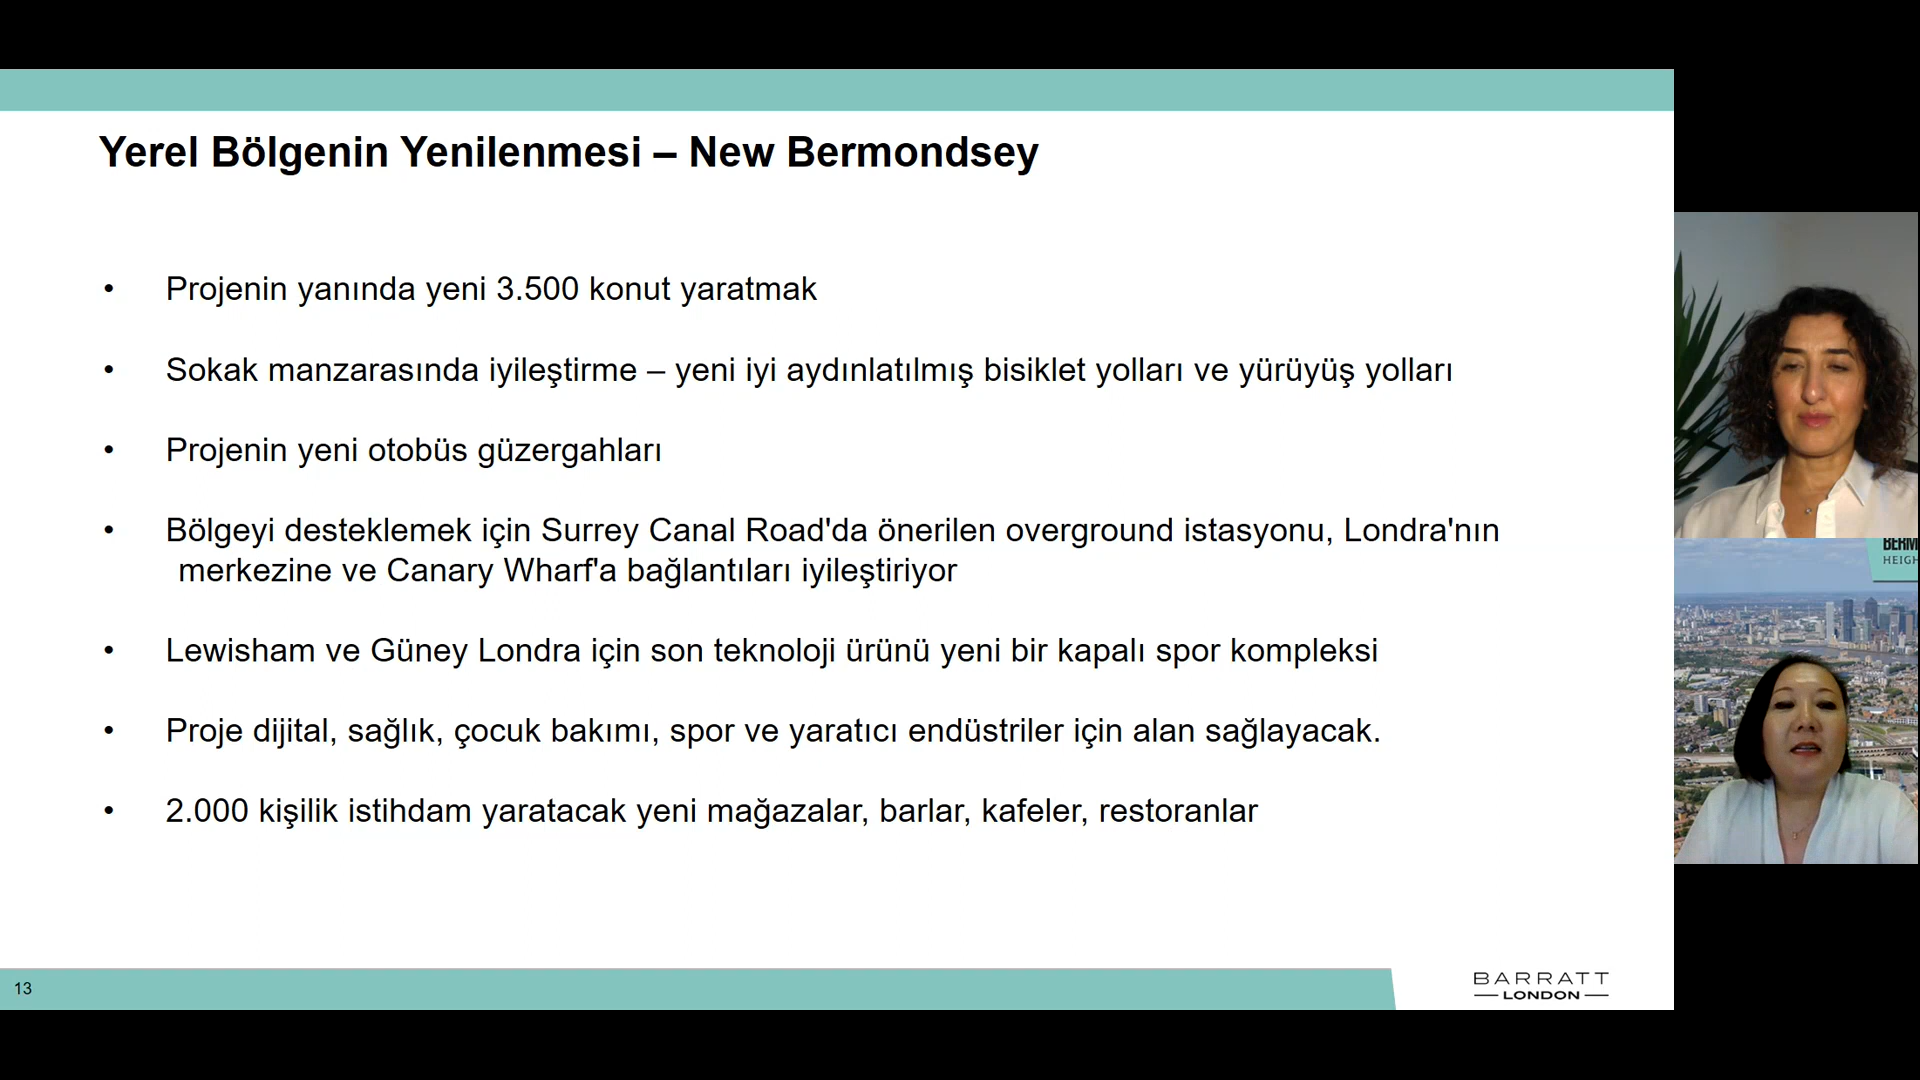 Yerel Bölgenin Yenilenmesi – New Bermondsey
• Projenin yanında yeni 3.500 konut yaratmak
• Sokak manzarasında iyileştirme – yeni iyi aydınlatılmış bisiklet yolları ve yürüyüş yolları
• Projenin yeni otobüs güzergahları
• Bölgeyi desteklemek için Surrey Canal Road'da önerilen overground istasyonu, Londra'nın
merkezine ve Canary Wharf'a bağlantıları iyileştiriyor
• Lewisham ve Güney Londra için son teknoloji ürünü yeni bir kapalı spor kompleksi
• Proje dijital, sağlık, çocuk bakımı, spor ve yaratıcı endüstriler için alan sağlayacak.
• 2.000 kişilik istihdam yaratacak yeni mağazalar, barlar, kafeler, restoranlar
13
BARRATT
LONDON
BERM
HEIGH